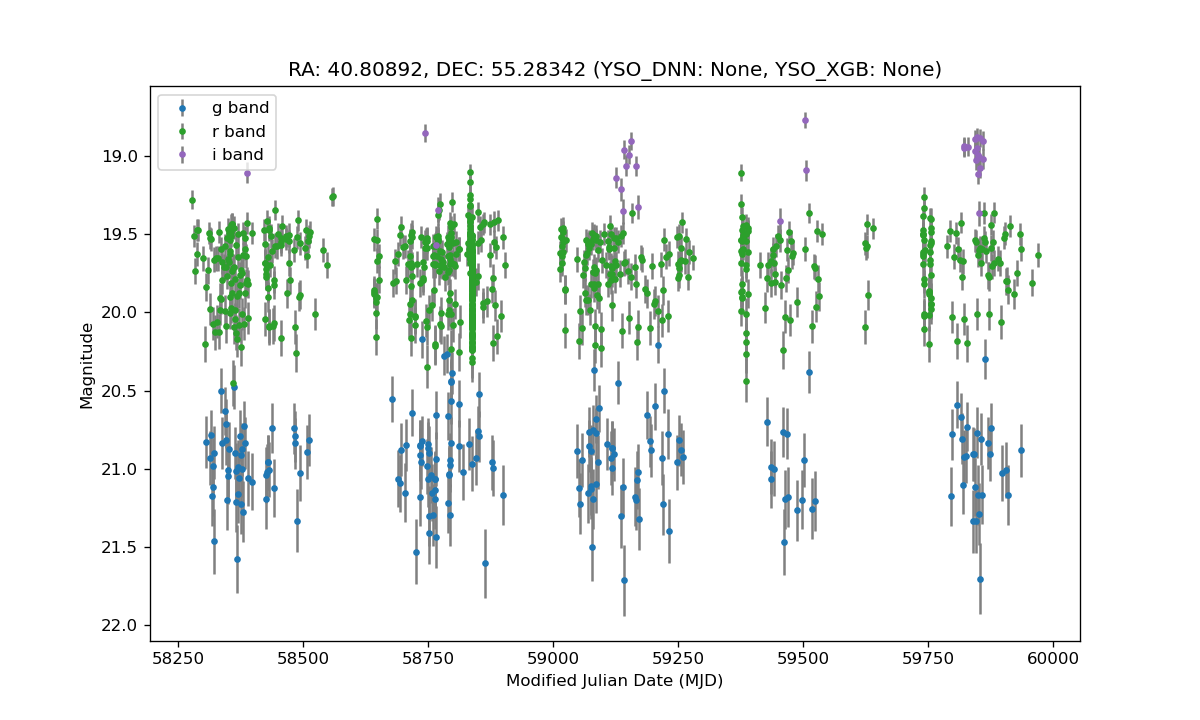 RA: 40.80892, DEC: 55.28342 (YSO_DNN: None, YSO_XGB: None)
g band
r band
i band
19.0
19.5
20.0
20.5
21.0
21.5
22.0
Magnitude
58250 58500 58750 59000 59250 59500 59750 60000
Modified Julian Date (MJD)